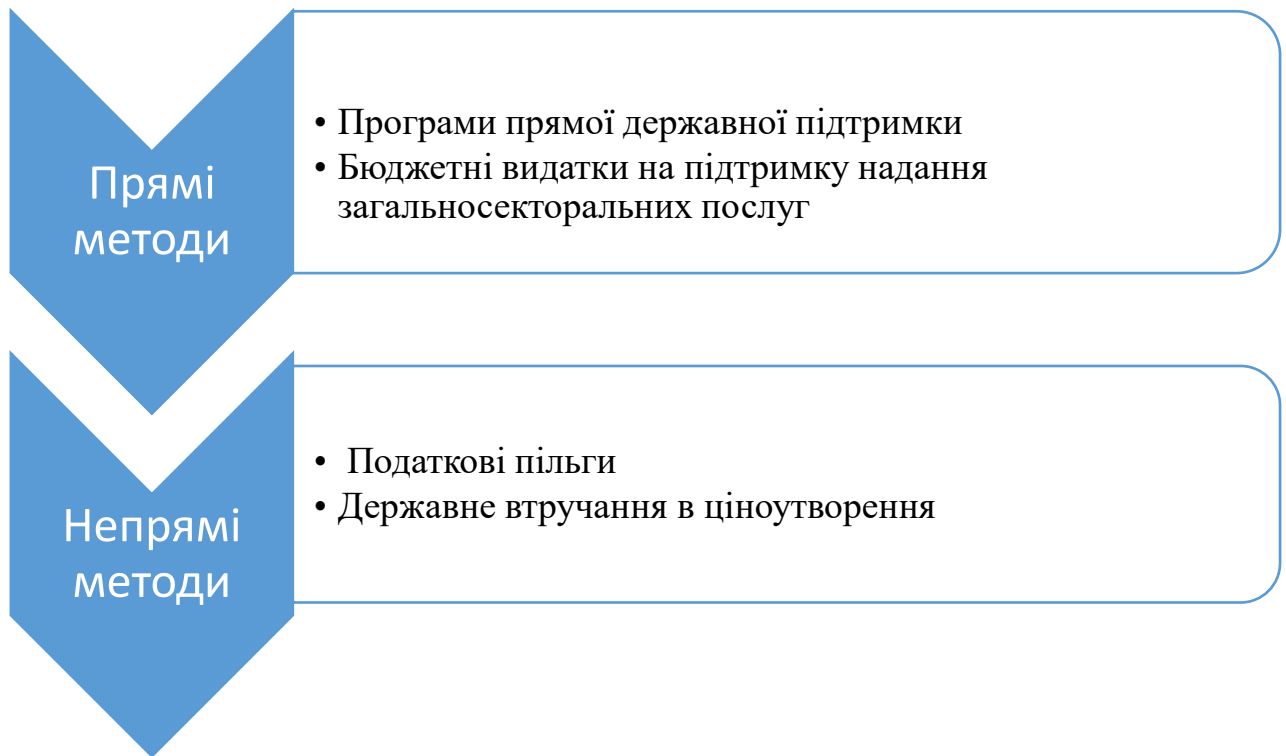 Прямі
методи
• Програми прямої державної підтримки
• Бюджетні видатки на підтримку надання
загальносекторальних послуг
Непрямі
методи
• Податкові пільги
• Державне втручання в ціноутворення